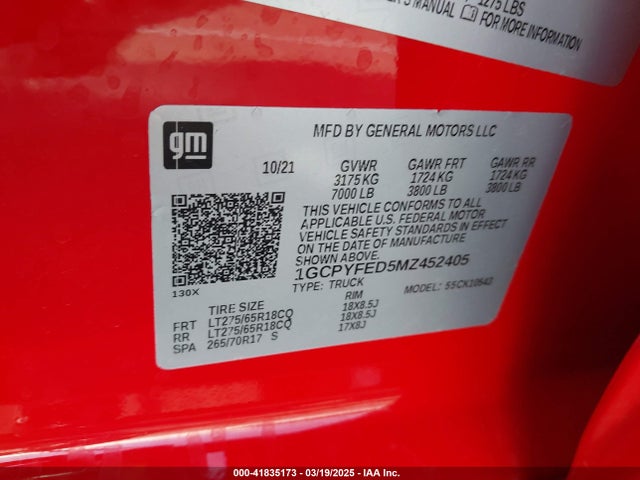 1275 LBS
'S MANUAL FOR MORE INFORMATION
gm
MFD BY GENERAL MOTORS LLC
10/21 GVWR GAWR FRT GAWR RR
3175 KG 1724 KG 1724 KG
7000 LB 3800 LB 3800 LB
THIS VEHICLE CONFORMS TO ALL
APPLICABLE U.S. FEDERAL MOTOR
VEHICLE SAFETY STANDARDS IN EFFECT
ON THE DATE OF MANUFACTURE
SHOWN ABOVE.
1GCPYFED5MZ452405
130X
TYPE: TRUCK MODEL: 5SCK10543
TIRE SIZE RIM
FRT LT275/65R18CQ 18X8.5J
RR LT275/65R18CQ 18X8.5J
SPA 265/70R17 S 17X8J
000-41835173 - 03/19/2025 - IAA Inc.